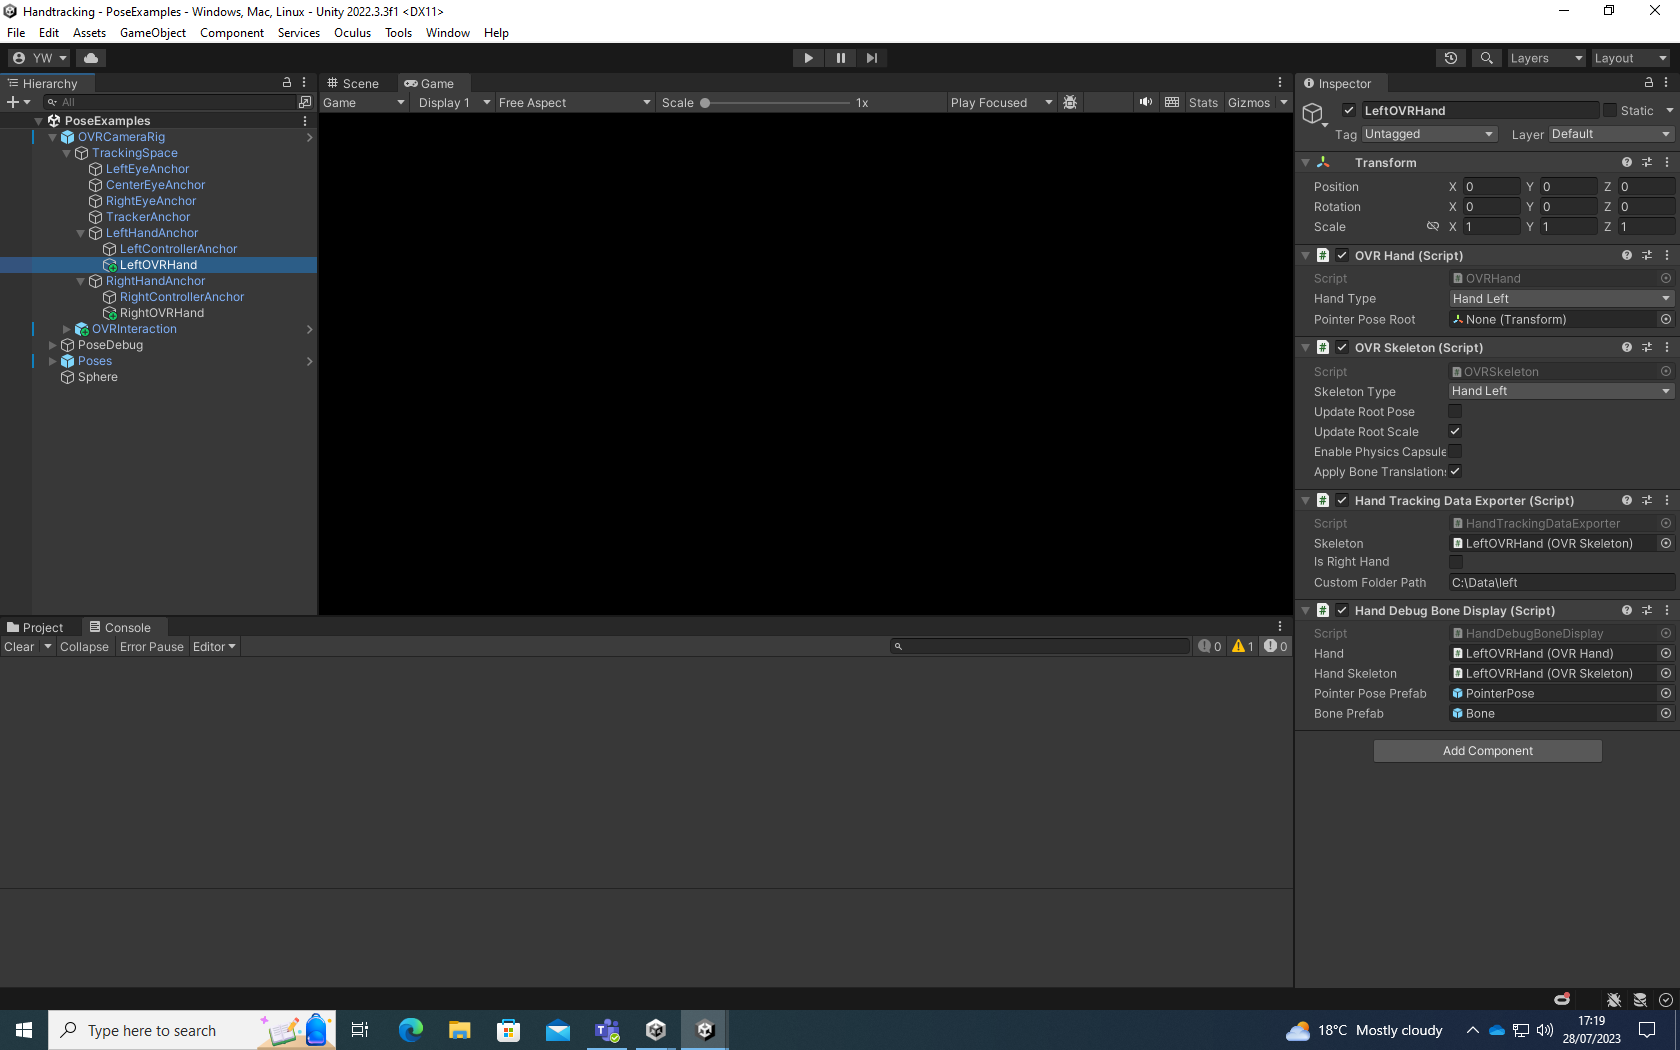 Handtracking - PoseExamples - Windows, Mac, Linux - Unity 2022.3.3f1 <DX11>
File Edit Assets GameObject Component Services Oculus Tools Window Help
YW Layers Layout
Hierarchy
All
PoseExamples
OVRCameraRig
TrackingSpace
LeftEyeAnchor
CenterEyeAnchor
RightEyeAnchor
TrackerAnchor
LeftHandAnchor
LeftControllerAnchor
LeftOVRHand
RightHandAnchor
RightControllerAnchor
RightOVRHand
OVRInteraction
PoseDebug
Poses
Sphere
Scene Game
Game Display 1 Free Aspect Scale 1x Play Focused Stats Gizmos
Project Console
Clear Collapse Error Pause Editor 0 1 0
Inspector
LeftOVRHand Static
Tag Untagged Layer Default
Transform
Position X 0 Y 0 Z 0
Rotation X 0 Y 0 Z 0
Scale X 1 Y 1 Z 1
# OVR Hand (Script)
Script OVRHand
Hand Type Hand Left
Pointer Pose Root None (Transform)
# OVR Skeleton (Script)
Script OVRSkeleton
Skeleton Type Hand Left
Update Root Pose
Update Root Scale
Enable Physics Capsule
Apply Bone Translations
# Hand Tracking Data Exporter (Script)
Script HandTrackingDataExporter
Skeleton LeftOVRHand (OVR Skeleton)
Is Right Hand
Custom Folder Path C:\Data\left
# Hand Debug Bone Display (Script)
Script HandDebugBoneDisplay
Hand LeftOVRHand (OVR Hand)
Hand Skeleton LeftOVRHand (OVR Skeleton)
Pointer Pose Prefab PointerPose
Bone Prefab Bone
Add Component
Type here to search
18°C Mostly cloudy
17:19
28/07/2023